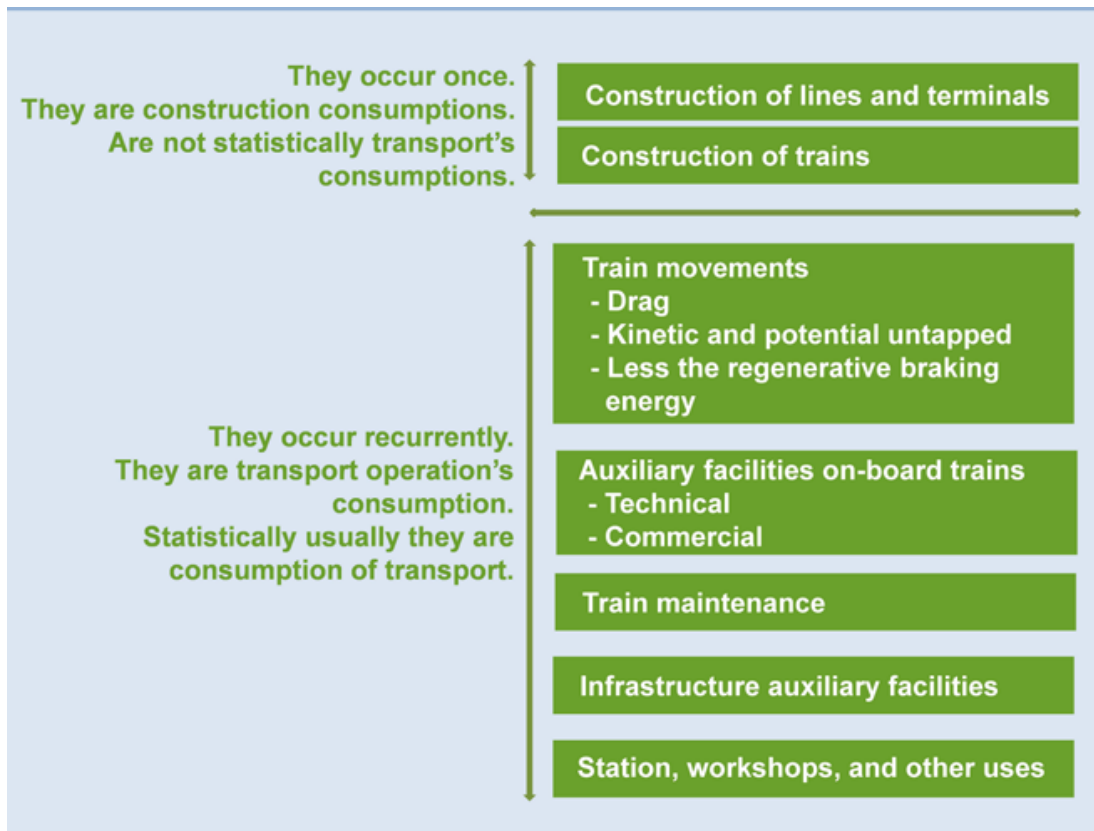 They occur once.
They are construction consumptions.
Are not statistically transport's
consumptions.
Construction of lines and terminals
Construction of trains
They occur recurrently.
They are transport operation's
consumption.
Statistically usually they are
consumption of transport.
Train movements
- Drag
- Kinetic and potential untapped
- Less the regenerative braking
energy
Auxiliary facilities on-board trains
- Technical
- Commercial
Train maintenance
Infrastructure auxiliary facilities
Station, workshops, and other uses